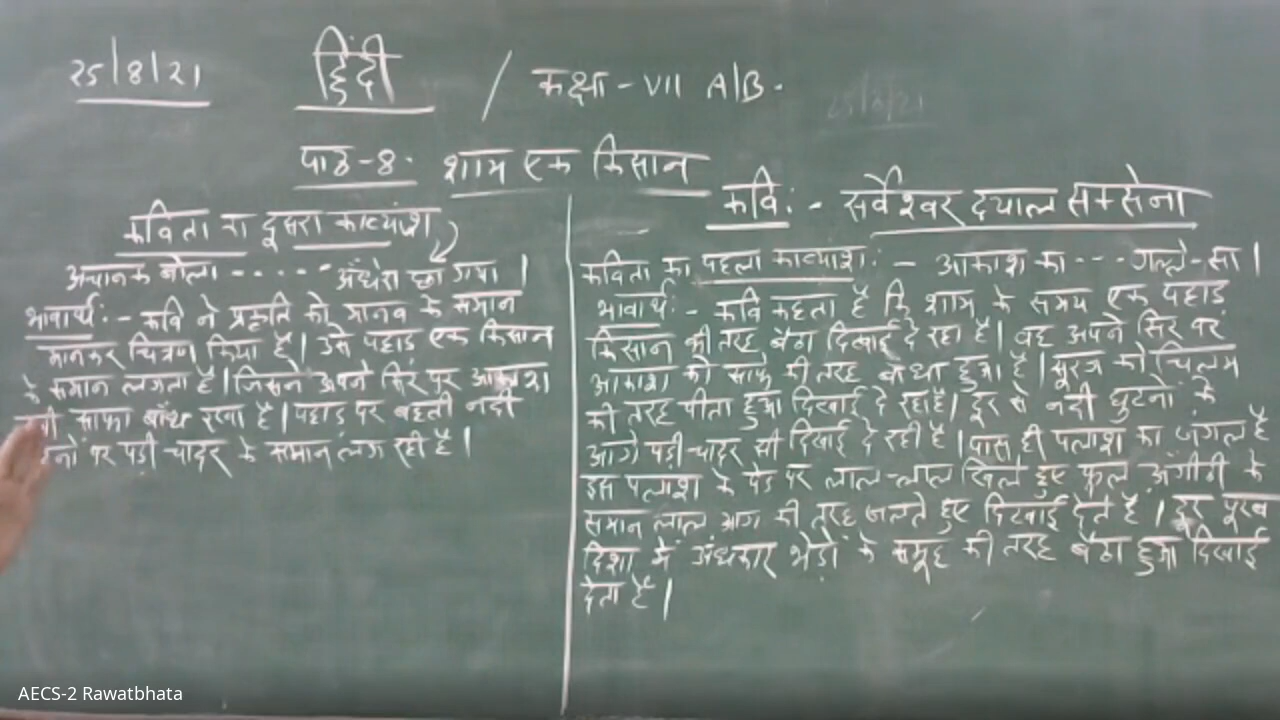 25/8/21 हिंदी / कक्षा - VII A/B.
25/8/21
पाठ-8. शाम एक किसान
कवि: - सर्वेश्वर दयाल सक्सेना
कविता का दूसरा काव्यांश
अचानक बोला - - - - - - अँधेरा छा गया।
भावार्थ: - कवि ने प्रकृति को मानव के समान
मानकर चित्रण किया है। उसे पहाड़ एक किसान
के समान लगता है। जिसने अपने सिर पर आकाश
साफा बाँध रखा है। पहाड़ पर बहती नदी
पर पड़ी चादर के समान लग रही है।
कविता का पहला काव्यांश: - आकाश का - - - गल्ले-सा।
भावार्थ: - कवि कहता है कि शाम के समय एक पहाड़
किसान की तरह बैठा दिखाई दे रहा है। वह अपने सिर पर
आकाश को साफे की तरह बांधा हुआ है। सूरज को चिलम
की तरह पीता हुआ दिखाई दे रहा है। दूर से नदी घुटनों के
आगे पड़ी चादर सी दिखाई दे रही है। पास ही पलाश का जंगल है
इस पलाश के पेड़ पर लाल-लाल खिले हुए फूल अँगीठी के
समान लाल आग की तरह जलते हुए दिखाई देते है। दूर पूरब
दिशा में अंधकार भेड़ों के समूह की तरह बैठा हुआ दिखाई
देता है।
AECS-2 Rawatbhata